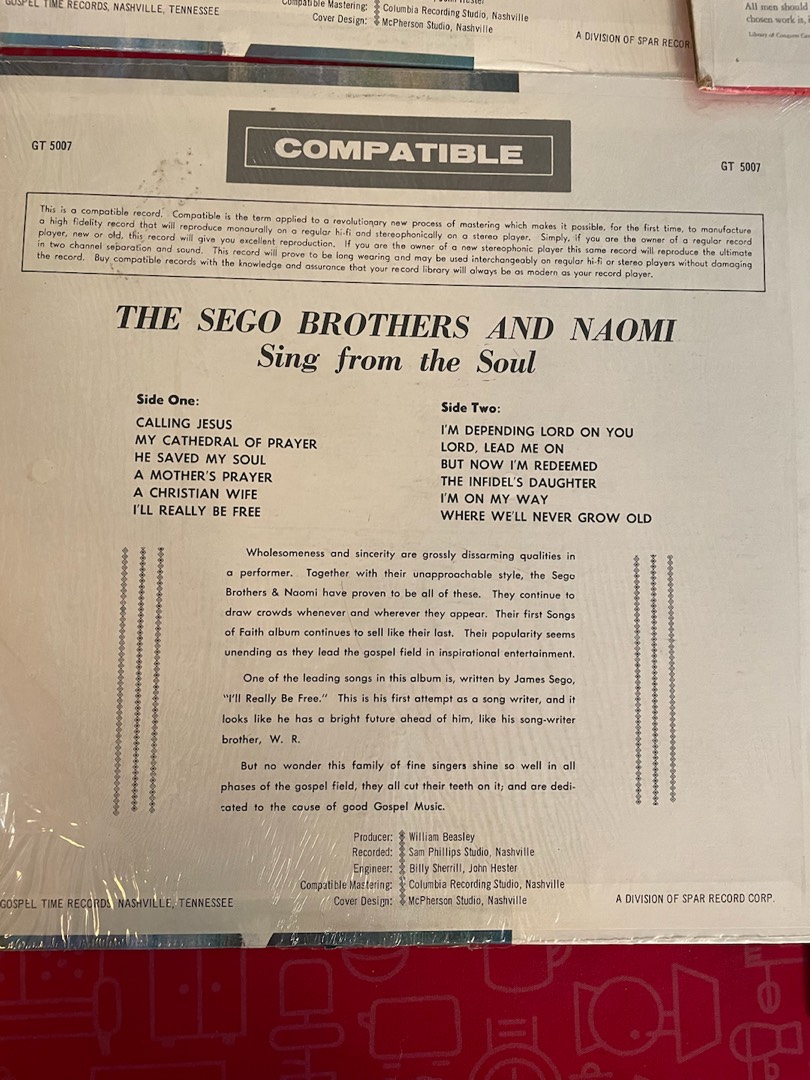 GOSPEL TIME RECORDS, NASHVILLE, TENNESSEE
Compatible Mastering: Columbia Recording Studio, Nashville
Cover Design: McPherson Studio, Nashville
A DIVISION OF SPAR RECOR
All men should
chosen work is,
COMPATIBLE
GT 5007
GT 5007
This is a compatible record. Compatible is the term applied to a revolutionary new process of mastering which makes it possible, for the first time, to manufacture
a high fidelity record that will reproduce monaurally on a regular hi-fi and stereophonically on a stereo player. Simply, if you are the owner of a regular record
player, new or old, this record will give you excellent reproduction. If you are the owner of a new stereophonic player this same record will reproduce the ultimate
in two channel separation and sound. This record will prove to be long wearing and may be used interchangeably on regular hi-fi or stereo players without damaging
the record. Buy compatible records with the knowledge and assurance that your record library will always be as modern as your record player.
THE SEGO BROTHERS AND NAOMI
Sing from the Soul
Side One:
CALLING JESUS
MY CATHEDRAL OF PRAYER
HE SAVED MY SOUL
A MOTHER'S PRAYER
A CHRISTIAN WIFE
I'LL REALLY BE FREE
Side Two:
I'M DEPENDING LORD ON YOU
LORD, LEAD ME ON
BUT NOW I'M REDEEMED
THE INFIDEL'S DAUGHTER
I'M ON MY WAY
WHERE WE'LL NEVER GROW OLD
Wholesomeness and sincerity are grossly dissarming qualities in
a performer. Together with their unapproachable style, the Sego
Brothers & Naomi have proven to be all of these. They continue to
draw crowds whenever and wherever they appear. Their first Songs
of Faith album continues to sell like their last. Their popularity seems
unending as they lead the gospel field in inspirational entertainment.
One of the leading songs in this album is, written by James Sego,
"I'll Really Be Free." This is his first attempt as a song writer, and it
looks like he has a bright future ahead of him, like his song-writer
brother, W. R.
But no wonder this family of fine singers shine so well in all
phases of the gospel field, they all cut their teeth on it; and are dedi-
cated to the cause of good Gospel Music.
Producer: William Beasley
Recorded: Sam Phillips Studio, Nashville
Engineer: Billy Sherrill, John Hester
Compatible Mastering: Columbia Recording Studio, Nashville
Cover Design: McPherson Studio, Nashville
GOSPEL TIME RECORDS, NASHVILLE, TENNESSEE
A DIVISION OF SPAR RECORD CORP.